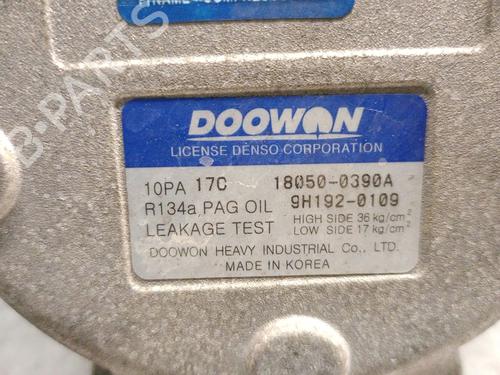 DOOWON
LICENSE DENSO CORPORATION
10PA 17C 18050-0390A
R134a, PAG OIL 9H192-0109
LEAKAGE TEST HIGH SIDE 36 kg/cm² LOW SIDE 17 kg/cm²
DOOWON HEAVY INDUSTRIAL Co., LTD.
MADE IN KOREA
B-PARTS